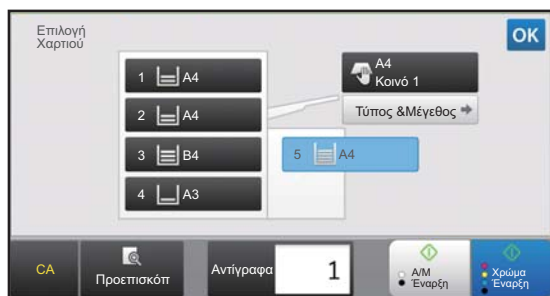 Επιλογή
Χαρτιού
OK
1 A4
2 A4
3 B4
4 A3
A4
Κοινό 1
Τύπος &Μέγεθος
5 A4
CA
Προεπισκόπ
Αντίγραφα
1
Α/Μ
Έναρξη
Χρώμα
Έναρξη